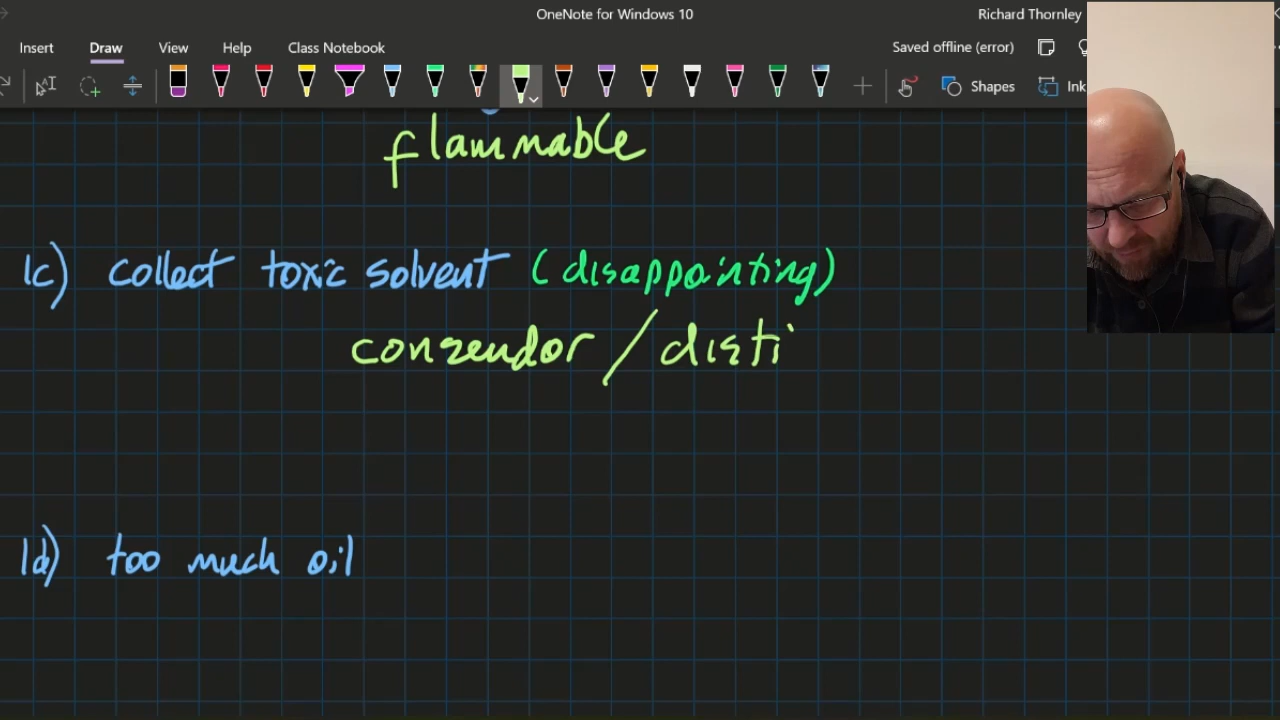 OneNote for Windows 10
Richard Thornley
Insert Draw View Help Class Notebook
Saved offline (error)
Shapes
Ink
flammable
1c) collect toxic solvent (disappointing)
consendor / disti
1d) too much oil